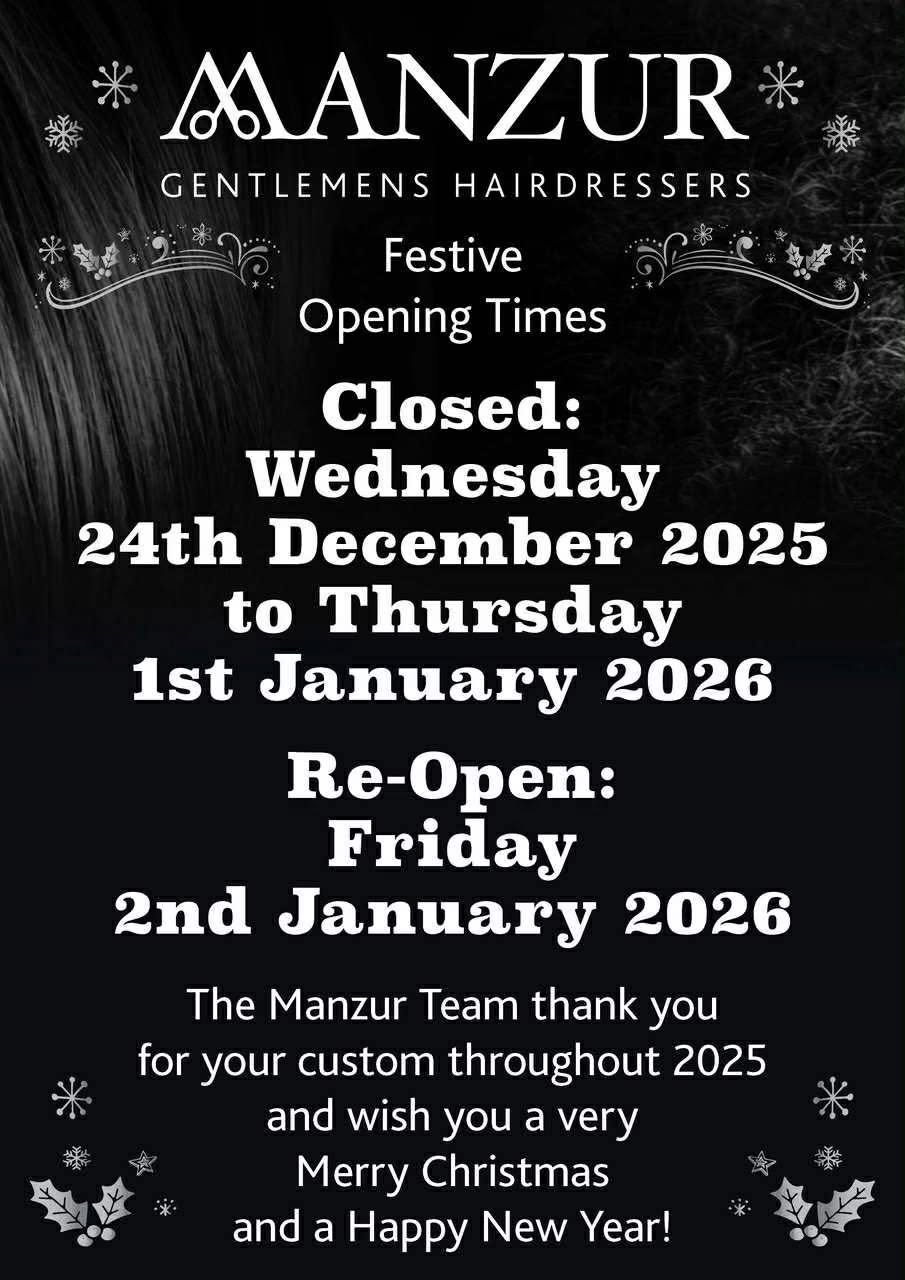 MANZUR
GENTLEMENS HAIRDRESSERS
Festive
Opening Times
Closed:
Wednesday
24th December 2025
to Thursday
1st January 2026
Re-Open:
Friday
2nd January 2026
The Manzur Team thank you
for your custom throughout 2025
and wish you a very
Merry Christmas
and a Happy New Year!